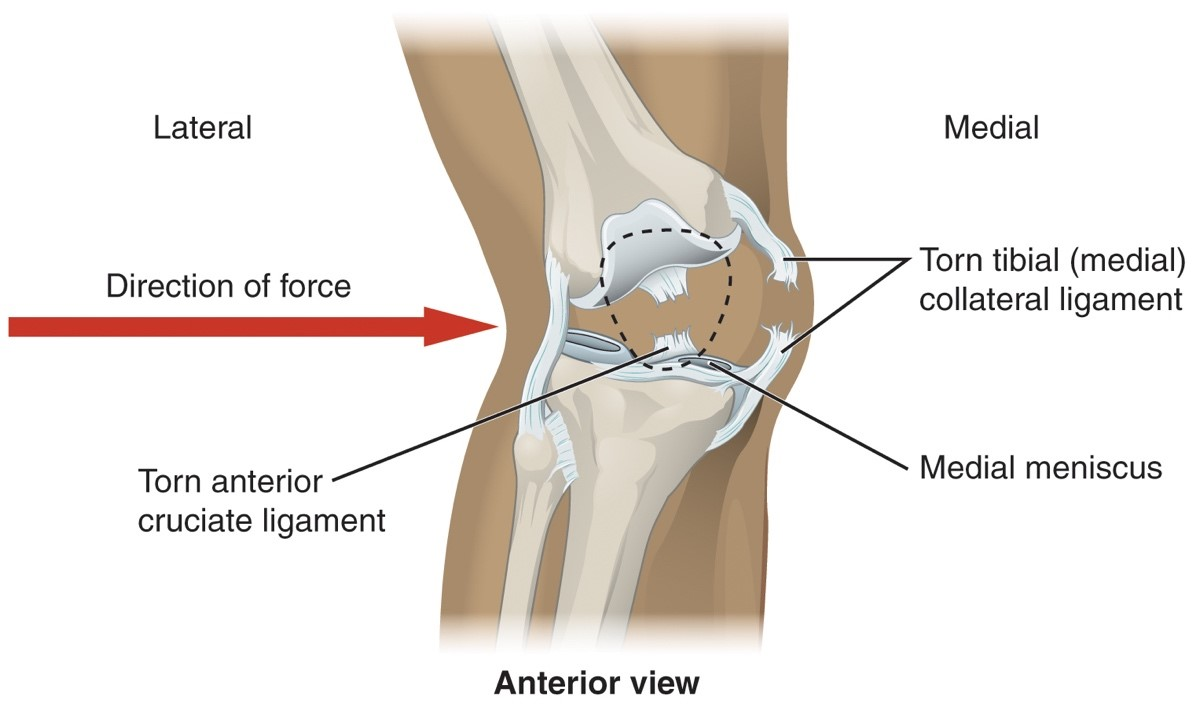 Lateral
Medial
Direction of force
Torn tibial (medial)
collateral ligament
Torn anterior
cruciate ligament
Medial meniscus
Anterior view